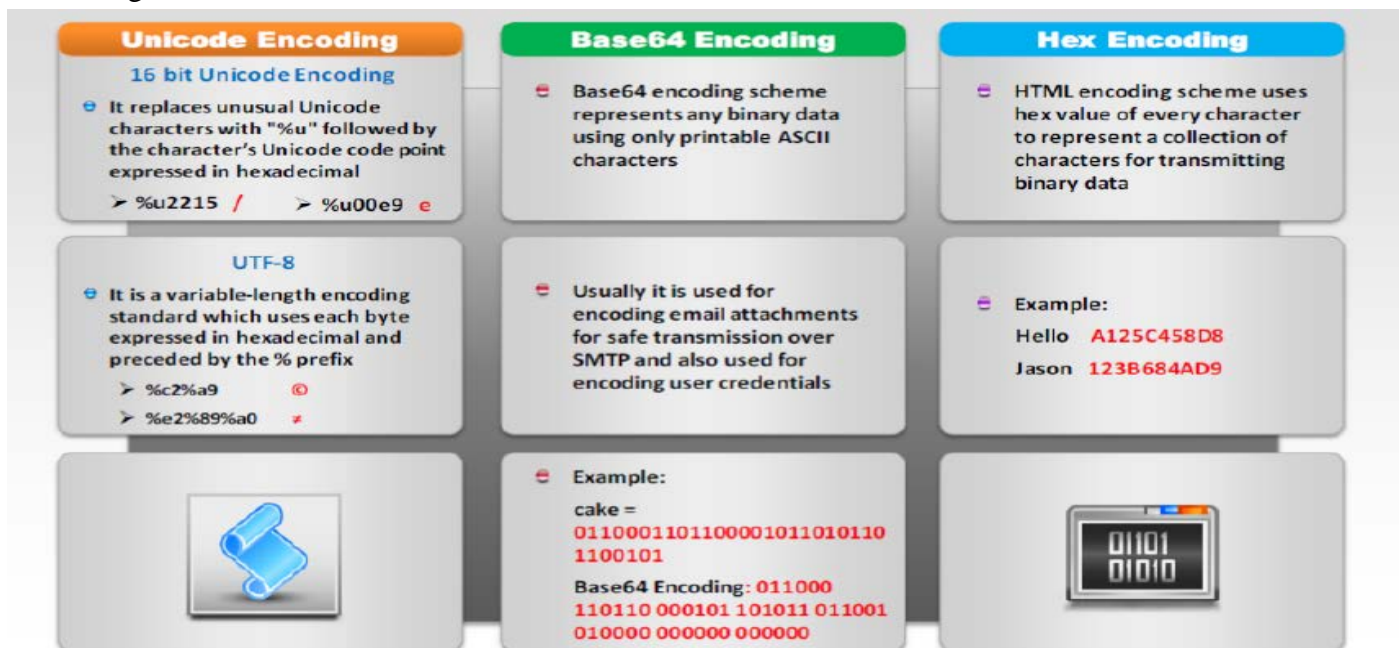 Unicode Encoding
16 bit Unicode Encoding
It replaces unusual Unicode
characters with "%u" followed by
the character's Unicode code point
expressed in hexadecimal
➢ %u2215 / ➢ %u00e9 e
UTF-8
It is a variable-length encoding
standard which uses each byte
expressed in hexadecimal and
preceded by the % prefix
➢ %c2%a9 ©
➢ %e2%89%a0 ≠
Base64 Encoding
Base64 encoding scheme
represents any binary data
using only printable ASCII
characters
Usually it is used for
encoding email attachments
for safe transmission over
SMTP and also used for
encoding user credentials
Example:
cake =
0110001101100001011010110
1100101
Base64 Encoding: 011000
110110 000101 101011 011001
010000 000000 000000
Hex Encoding
HTML encoding scheme uses
hex value of every character
to represent a collection of
characters for transmitting
binary data
Example:
Hello A125C458D8
Jason 123B684AD9
01101
01010